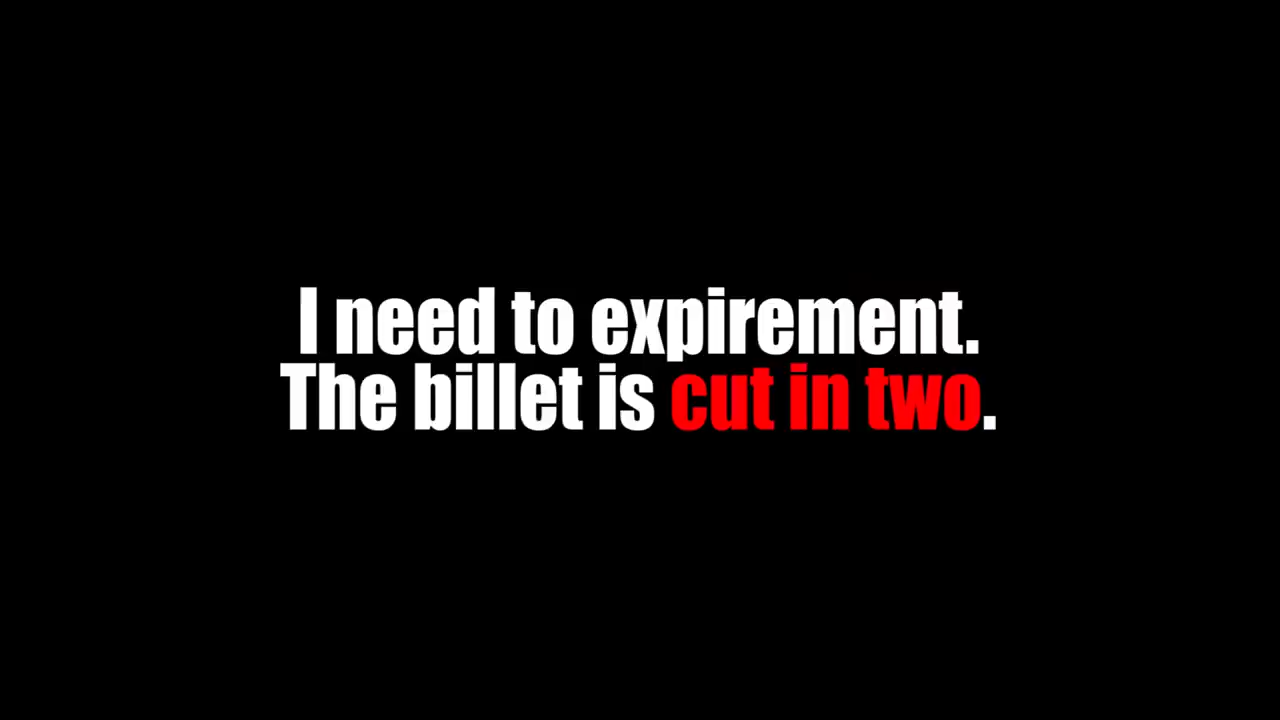 I need to expirement.
The billet is cut in two.